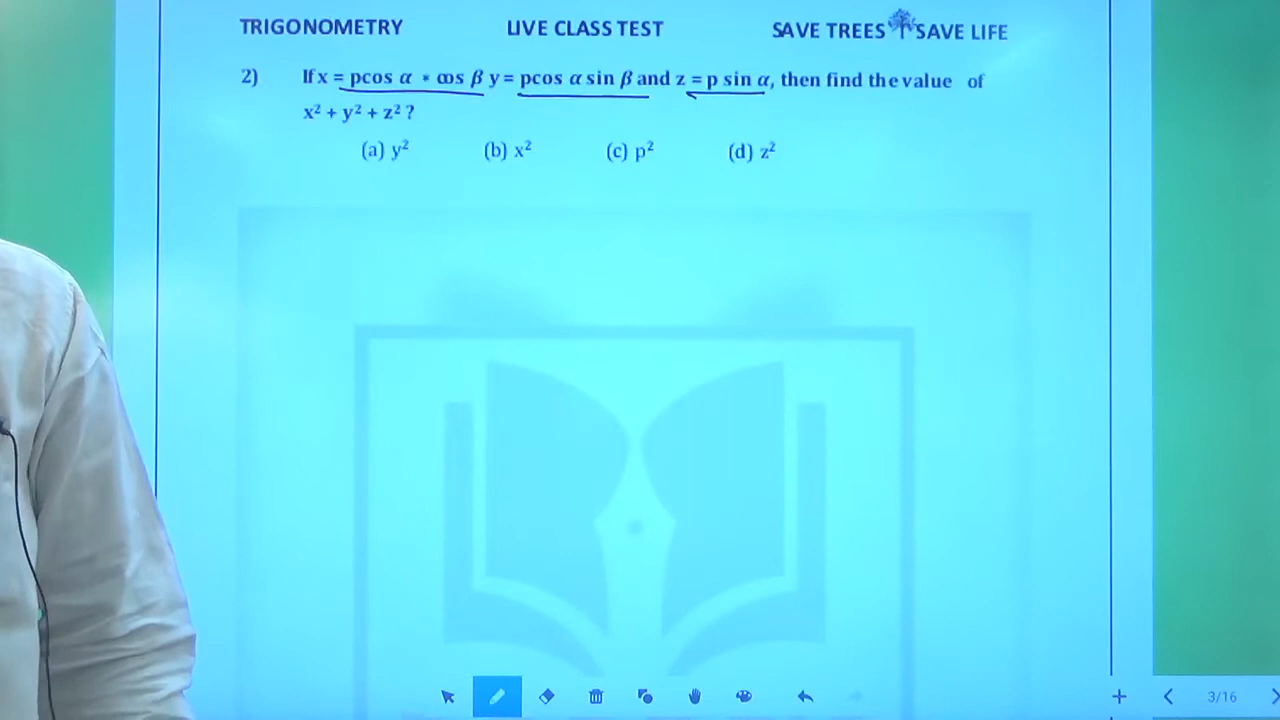 TRIGONOMETRY LIVE CLASS TEST SAVE TREES SAVE LIFE
2) If x = pcos α * cos β y = pcos α sin β and z = p sin α, then find the value of
x² + y² + z² ?
(a) y² (b) x² (c) p² (d) z²
3/16